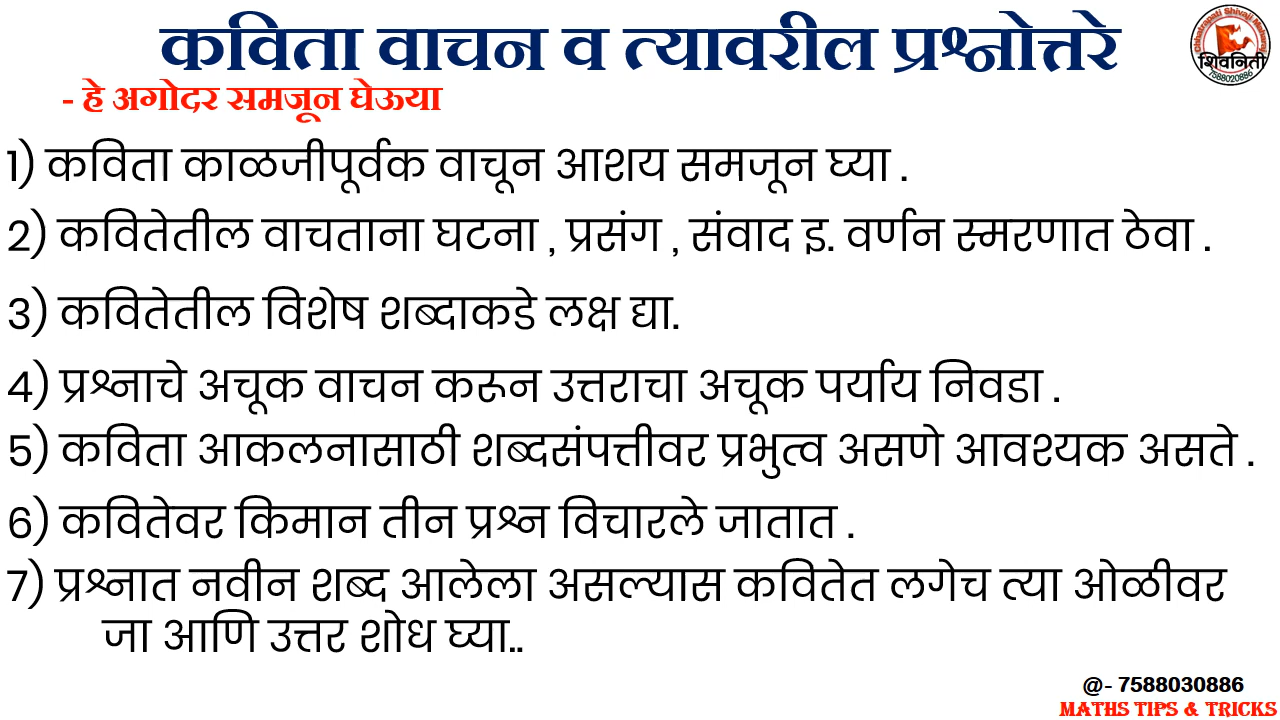 कविता वाचन व त्यावरील प्रश्नोत्तरे
- हे अगोदर समजून घेऊया
1) कविता काळजीपूर्वक वाचून आशय समजून घ्या .
2) कवितेतील वाचताना घटना , प्रसंग , संवाद इ. वर्णन स्मरणात ठेवा .
3) कवितेतील विशेष शब्दाकडे लक्ष द्या.
4) प्रश्नाचे अचूक वाचन करून उत्तराचा अचूक पर्याय निवडा .
5) कविता आकलनासाठी शब्दसंपत्तीवर प्रभुत्व असणे आवश्यक असते .
6) कवितेवर किमान तीन प्रश्न विचारले जातात .
7) प्रश्नात नवीन शब्द आलेला असल्यास कवितेत लगेच त्या ओळीवर
जा आणि उत्तर शोध घ्या..
Chhatrapati Shivaji Maharaj
शिवनिती
7588020886
@- 7588030886
MATHS TIPS & TRICKS